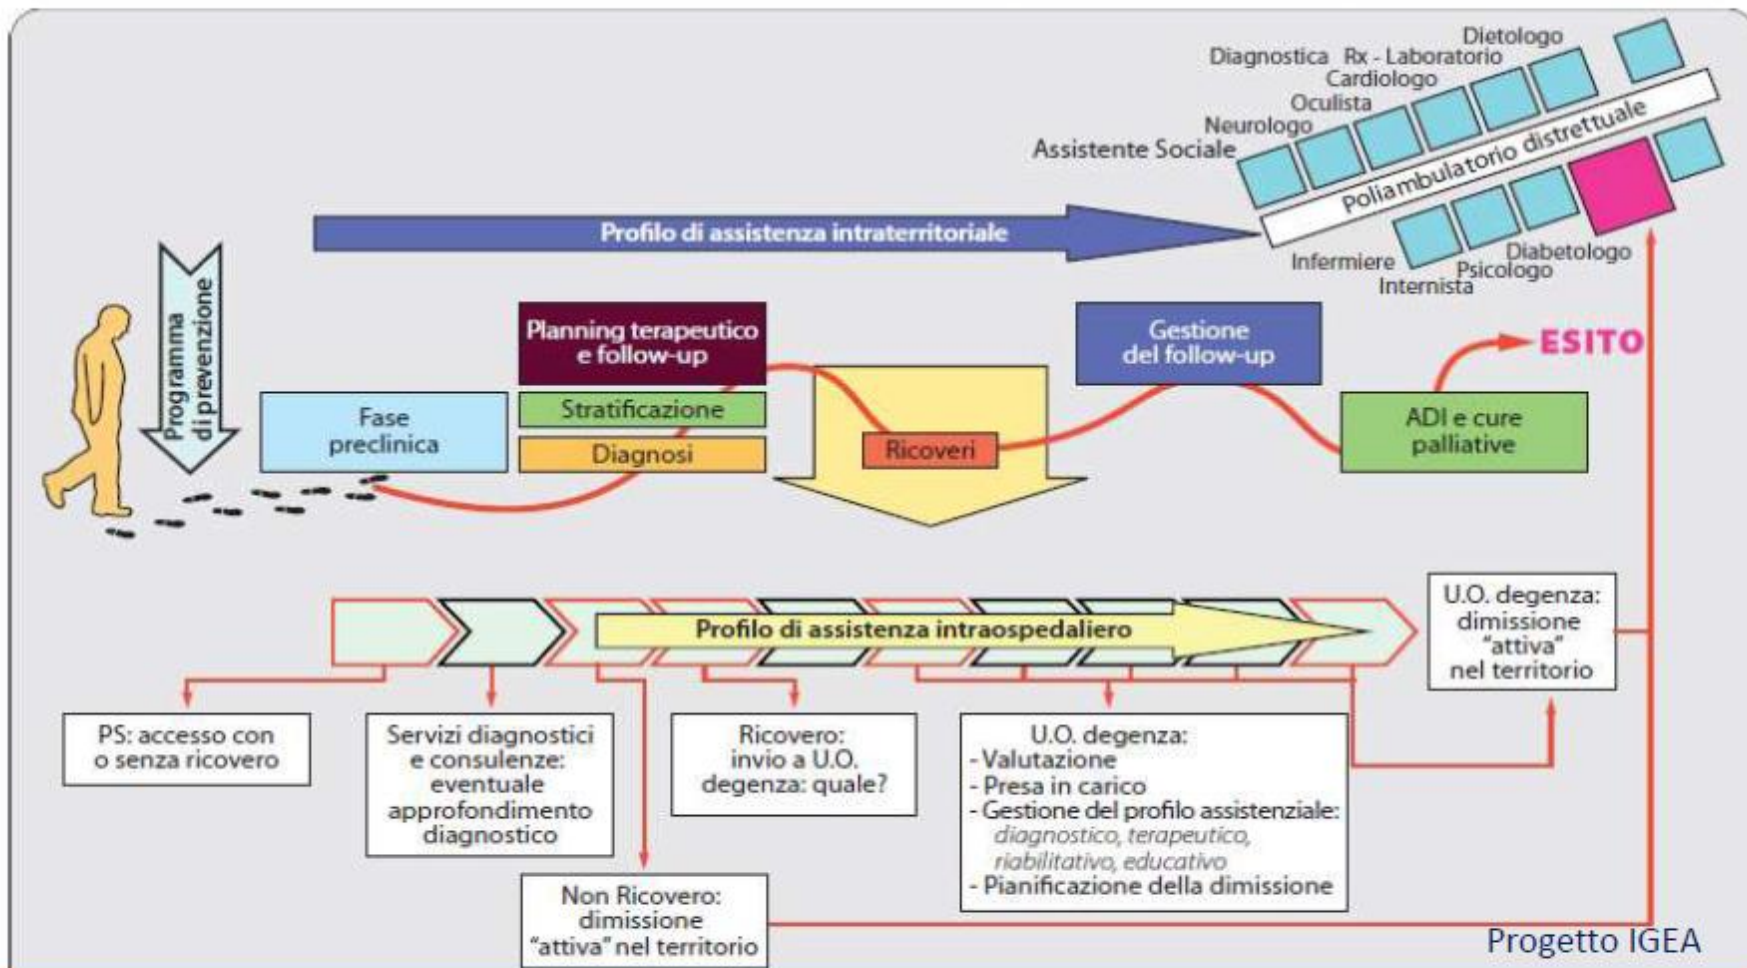 Dietologo
Diagnostica Rx - Laboratorio
Cardiologo
Oculista
Neurologo
Assistente Sociale
Poliambulatorio distrettuale
Infermiere
Internista
Psicologo
Diabetologo
Profilo di assistenza intraterritoriale
Programma
di prevenzione
Fase
preclinica
Planning terapeutico
e follow-up
Stratificazione
Diagnosi
Ricoveri
Gestione
del follow-up
ADI e cure
palliative
ESITO
Profilo di assistenza intraospedaliero
PS: accesso con
o senza ricovero
Servizi diagnostici
e consulenze:
eventuale
approfondimento
diagnostico
Non Ricovero:
dimissione
"attiva" nel territorio
Ricovero:
invio a U.O.
degenza: quale?
U.O. degenza:
- Valutazione
- Presa in carico
- Gestione del profilo assistenziale:
diagnostico, terapeutico,
riabilitativo, educativo
- Pianificazione della dimissione
U.O. degenza:
dimissione
"attiva"
nel territorio
Progetto IGEA